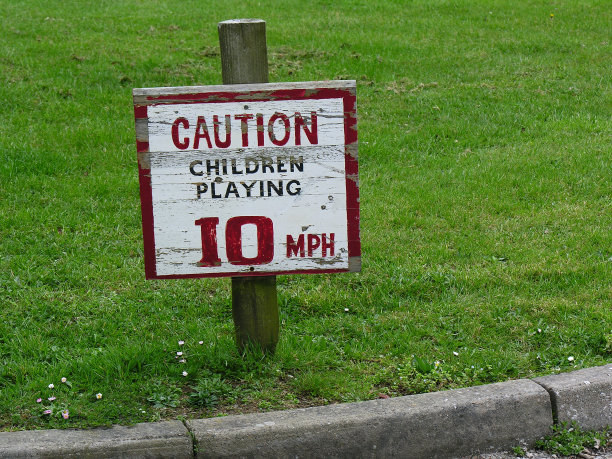 CAUTION
CHILDREN
PLAYING
10 MPH